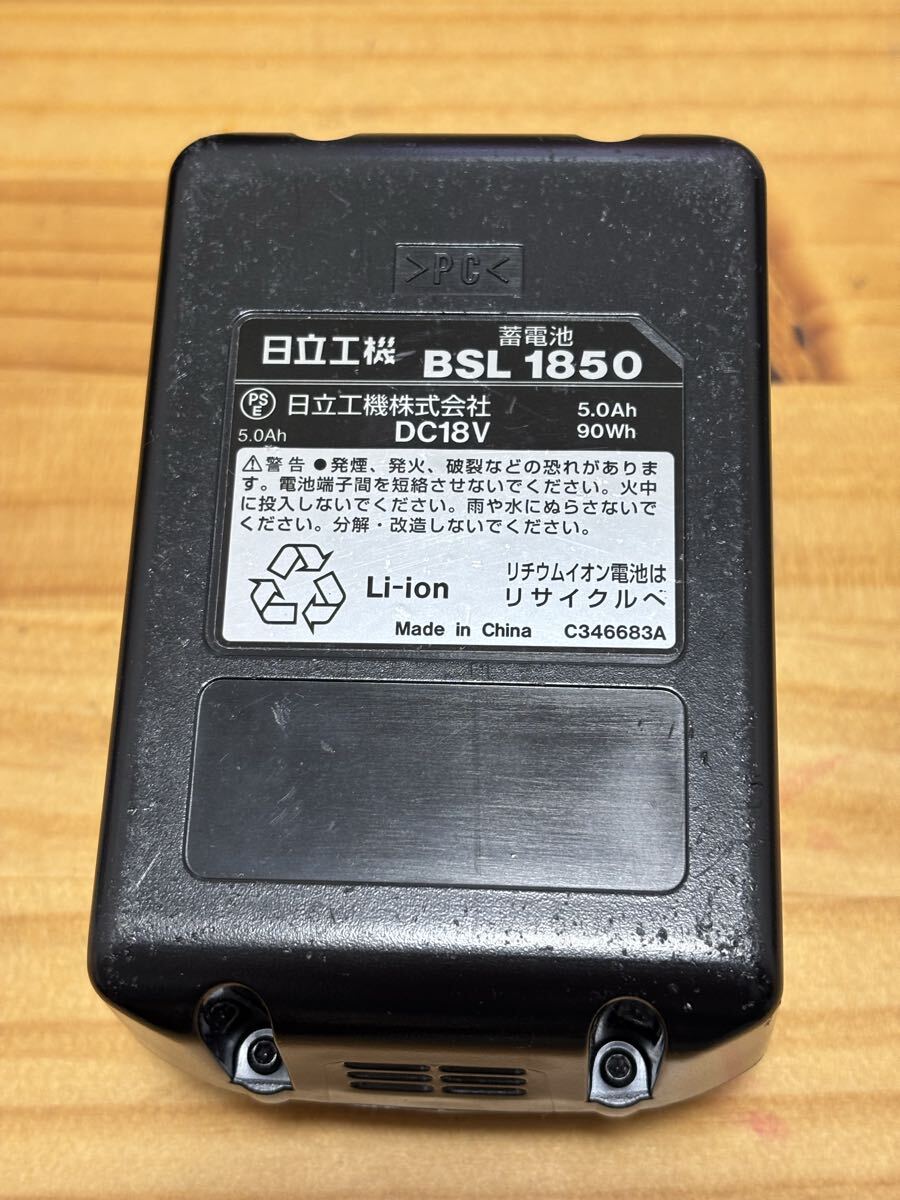 >PC<
日立工機 蓄電池
BSL 1850
PSE 日立工機株式会社 5.0Ah
5.0Ah DC18V 90Wh
⚠警告 ●発煙、発火、破裂などの恐れがありま
す。電池端子間を短絡させないでください。火中
に投入しないでください。雨や水にぬらさないで
ください。分解・改造しないでください。
Li-ion リチウムイオン電池は
リサイクルへ
Made in China C346683A